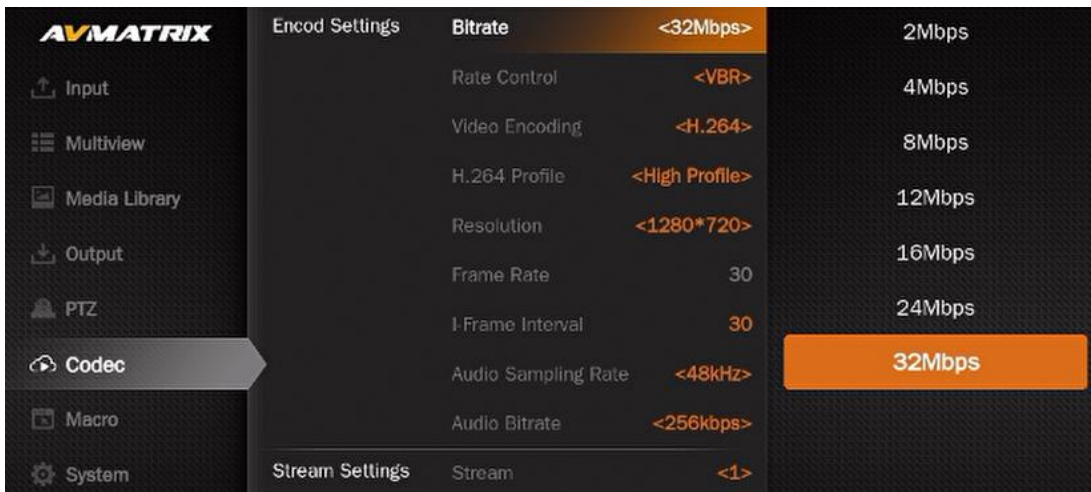 AVMATRIX
Input
Multiview
Media Library
Output
PTZ
Codec
Macro
System
Encod Settings
Bitrate <32Mbps>
Rate Control <VBR>
Video Encoding <H.264>
H.264 Profile <High Profile>
Resolution <1280*720>
Frame Rate 30
I-Frame Interval 30
Audio Sampling Rate <48kHz>
Audio Bitrate <256kbps>
Stream Settings
Stream <1>
2Mbps
4Mbps
8Mbps
12Mbps
16Mbps
24Mbps
32Mbps